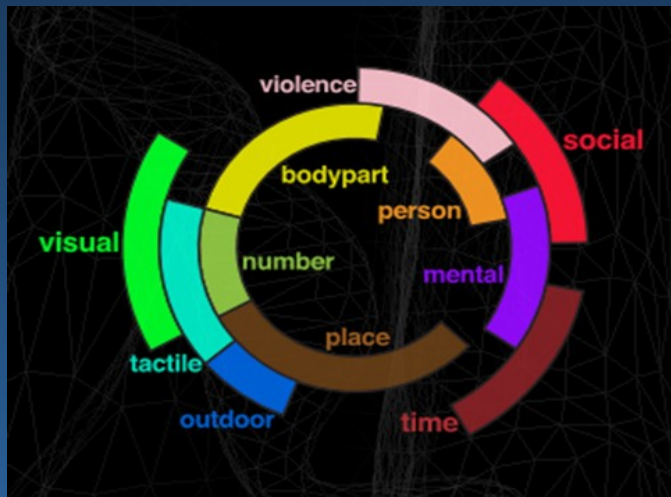 violence
social
bodypart
person
visual
number
mental
place
tactile
outdoor
time